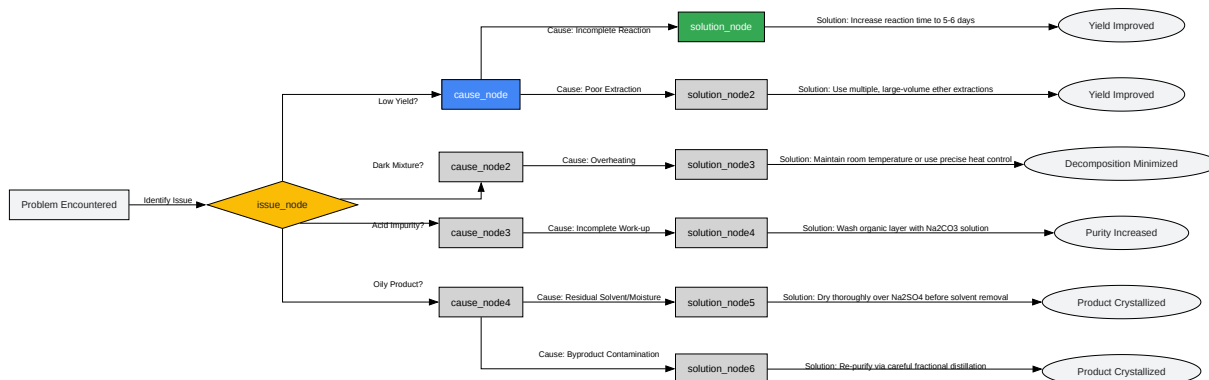 Problem Encountered
Identify Issue
issue_node
Low Yield?
cause_node
Cause: Incomplete Reaction
solution_node
Solution: Increase reaction time to 5-6 days
Yield Improved
Cause: Poor Extraction
solution_node2
Solution: Use multiple, large-volume ether extractions
Yield Improved
Dark Mixture?
cause_node2
Cause: Overheating
solution_node3
Solution: Maintain room temperature or use precise heat control
Decomposition Minimized
Acid Impurity?
cause_node3
Cause: Incomplete Work-up
solution_node4
Solution: Wash organic layer with Na2CO3 solution
Purity Increased
Oily Product?
cause_node4
Cause: Residual Solvent/Moisture
solution_node5
Solution: Dry thoroughly over Na2SO4 before solvent removal
Product Crystallized
Cause: Byproduct Contamination
solution_node6
Solution: Re-purify via careful fractional distillation
Product Crystallized